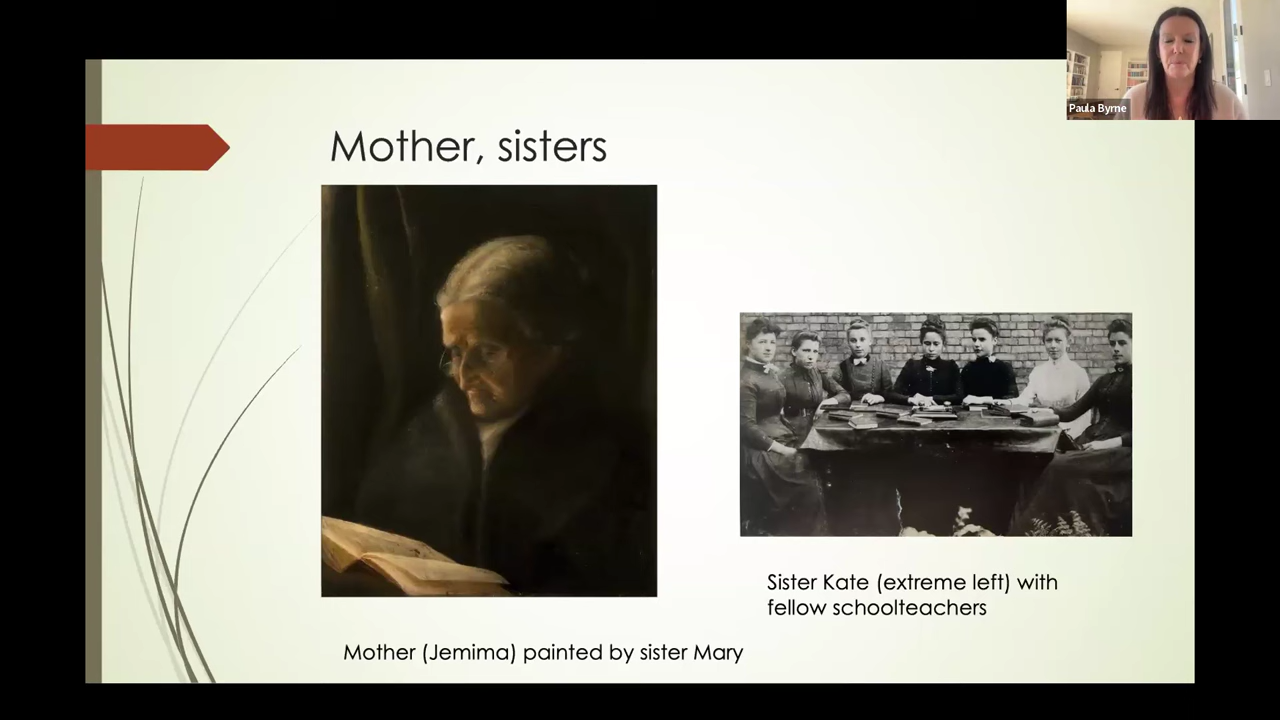 Paula Byrne
Mother, sisters
Sister Kate (extreme left) with
fellow schoolteachers
Mother (Jemima) painted by sister Mary